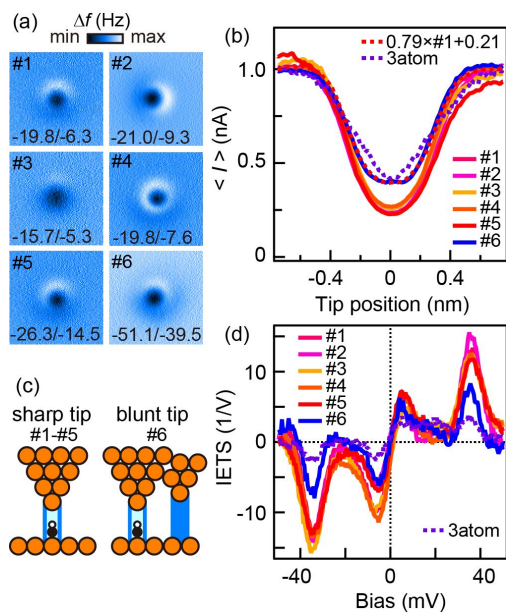 (a)
Δf (Hz)
min max
#1
-19.8/-6.3
#2
-21.0/-9.3
#3
-15.7/-5.3
#4
-19.8/-7.6
#5
-26.3/-14.5
#6
-51.1/-39.5
(b)
0.79×#1+0.21
3atom
1.0
0.5
0
< I > (nA)
#1
#2
#3
#4
#5
#6
-0.4 0 0.4
Tip position (nm)
(c)
sharp tip
#1-#5
blunt tip
#6
(d)
#1
#2
#3
#4
#5
#6
15
10
5
0
-5
-10
IETS (1/V)
3atom
-40 0 40
Bias (mV)